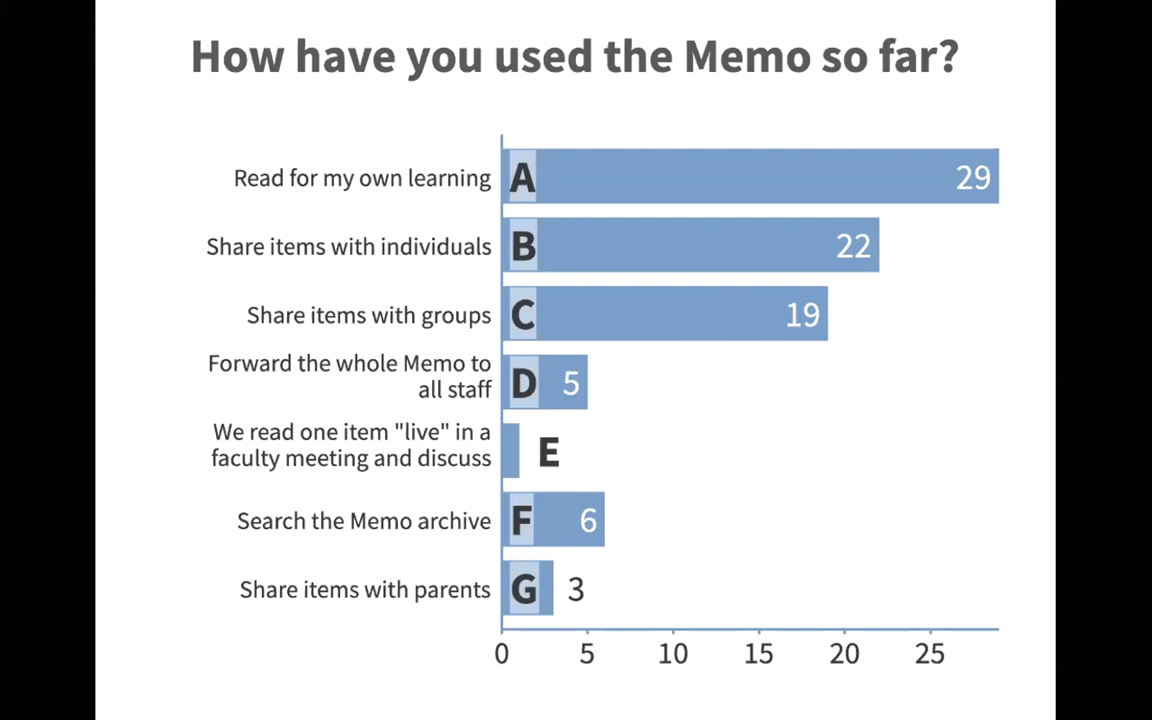 How have you used the Memo so far?
Read for my own learning A 29
Share items with individuals B 22
Share items with groups C 19
Forward the whole Memo to
all staff D 5
We read one item "live" in a
faculty meeting and discuss E
Search the Memo archive F 6
Share items with parents G 3
0 5 10 15 20 25